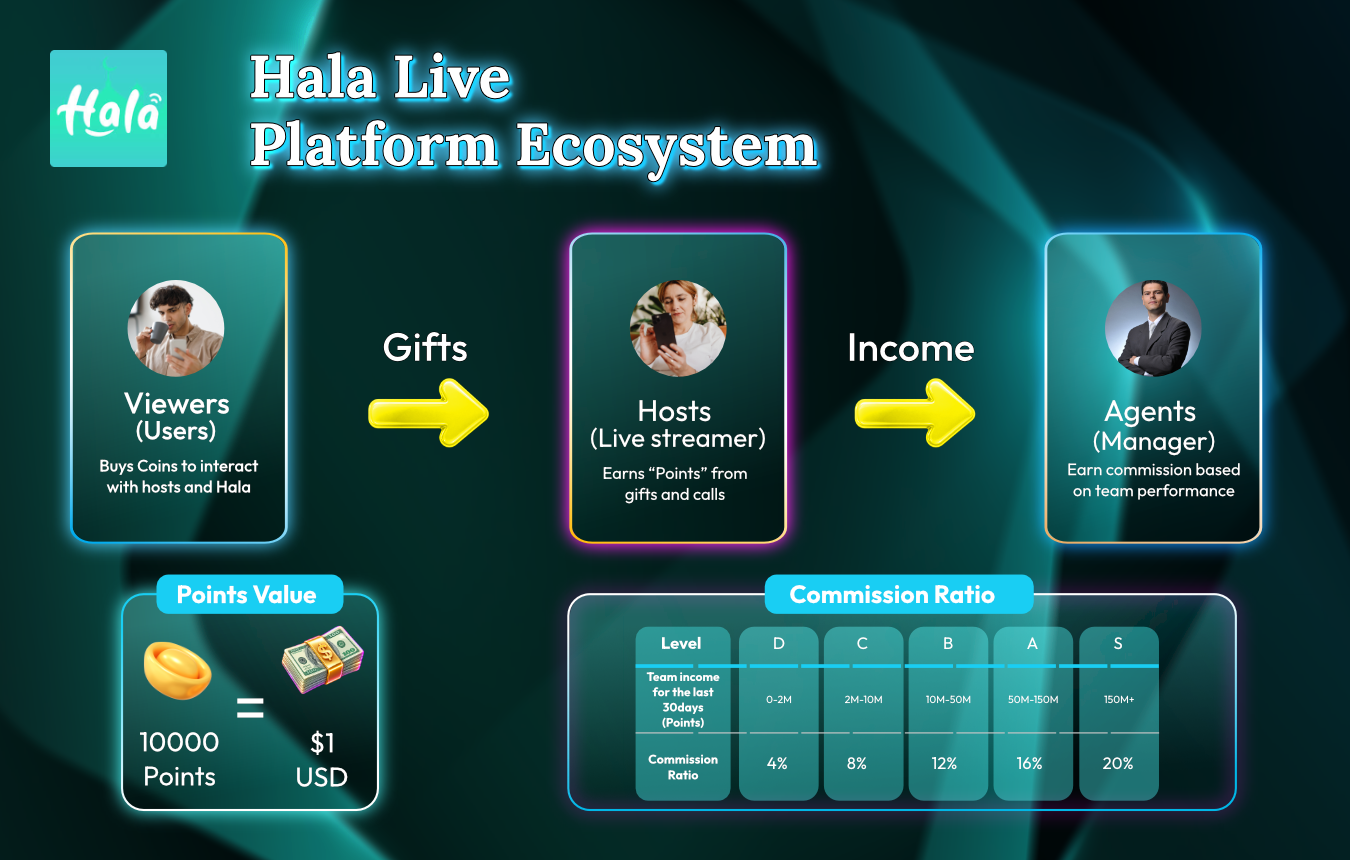 Hala
Hala Live
Platform Ecosystem
Viewers
(Users)
Buys Coins to interact
with hosts and Hala
Gifts
Hosts
(Live streamer)
Earns “Points” from
gifts and calls
Income
Agents
(Manager)
Earn commission based
on team performance
Points Value
=
10000
Points
$1
USD
Commission Ratio
Level D C B A S
Team income
for the last
30days
(Points)
0-2M 2M-10M 10M-50M 50M-150M 150M+
Commission
Ratio
4% 8% 12% 16% 20%